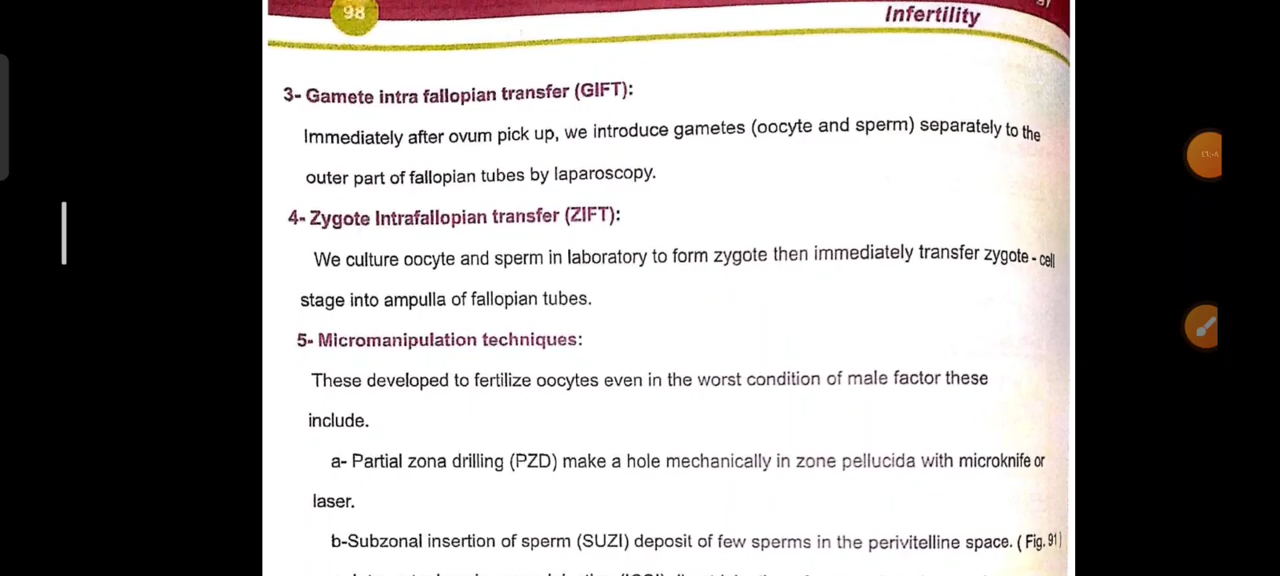 98
Infertility
3- Gamete intra fallopian transfer (GIFT):
Immediately after ovum pick up, we introduce gametes (oocyte and sperm) separately to the
outer part of fallopian tubes by laparoscopy.
4- Zygote Intrafallopian transfer (ZIFT):
We culture oocyte and sperm in laboratory to form zygote then immediately transfer zygote - cell
stage into ampulla of fallopian tubes.
5- Micromanipulation techniques:
These developed to fertilize oocytes even in the worst condition of male factor these
include.
a- Partial zona drilling (PZD) make a hole mechanically in zone pellucida with microknife or
laser.
b-Subzonal insertion of sperm (SUZI) deposit of few sperms in the perivitelline space. ( Fig. 91)